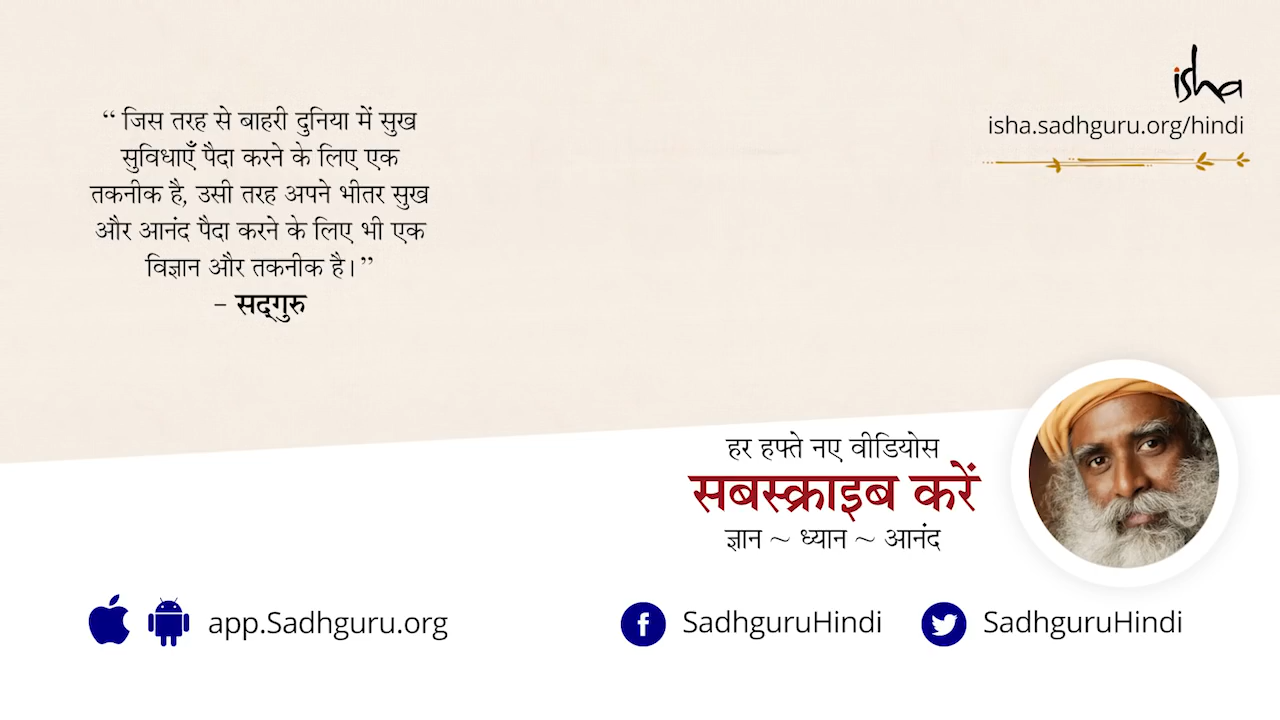 “ जिस तरह से बाहरी दुनिया में सुख
सुविधाएँ पैदा करने के लिए एक
तकनीक है, उसी तरह अपने भीतर सुख
और आनंद पैदा करने के लिए भी एक
विज्ञान और तकनीक है।”
- सद्गुरु
isha
isha.sadhguru.org/hindi
हर हफ्ते नए वीडियोस
सबस्क्राइब करें
ज्ञान ~ ध्यान ~ आनंद
app.Sadhguru.org
SadhguruHindi
SadhguruHindi